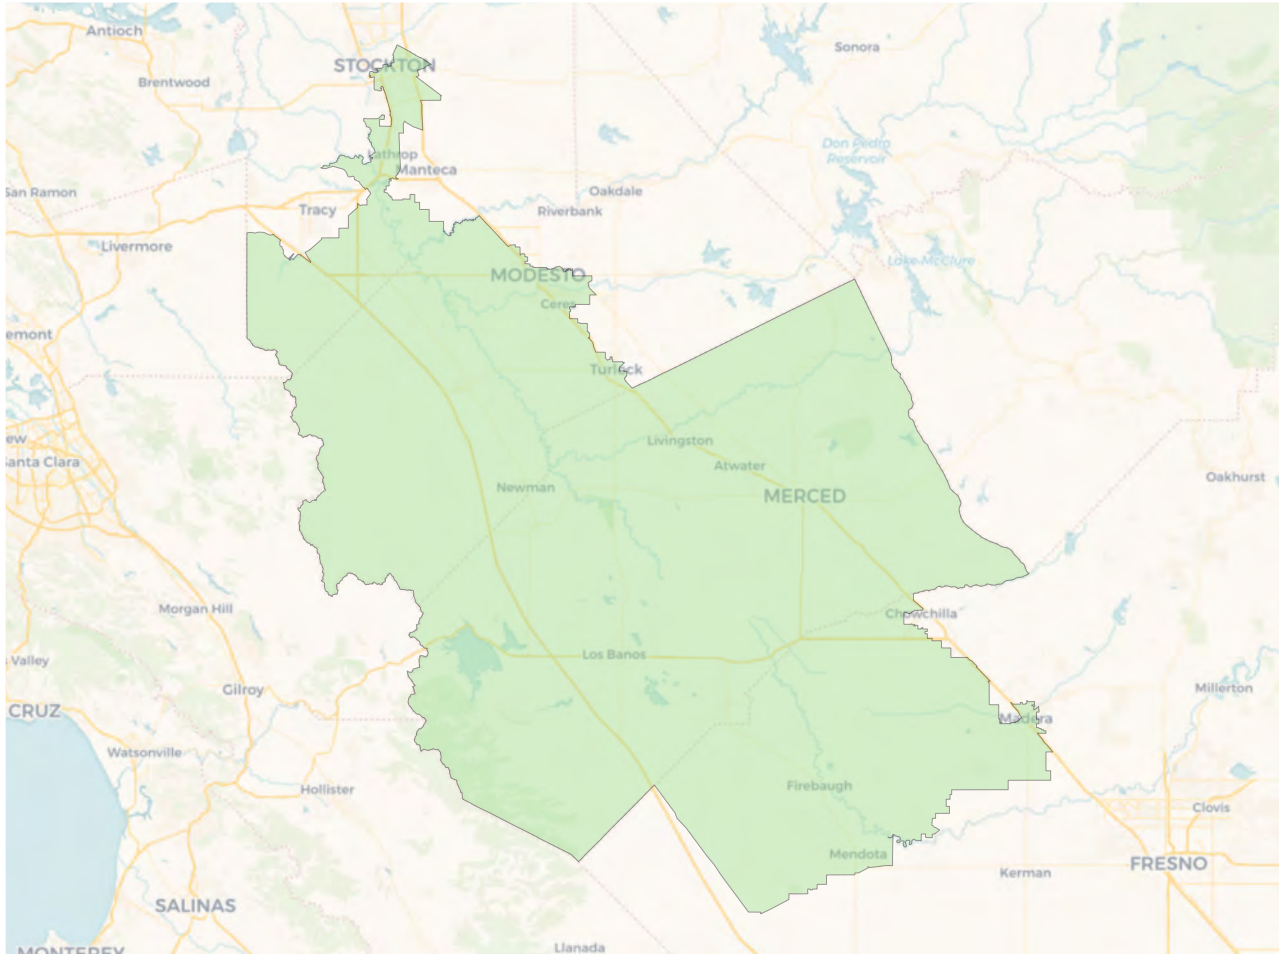 Antioch
Sonora
STOCKTON
Brentwood
Don Pedro
Reservoir
Lathrop
Manteca
San Ramon
Oakdale
Tracy
Riverbank
Livermore
Lake McClure
MODESTO
Ceres
emont
Turlock
Livingston
ew
Santa Clara
Atwater
Oakhurst
Newman
MERCED
Morgan Hill
Chowchilla
Los Banos
Valley
Gilroy
Millerton
CRUZ
Madera
Watsonville
Hollister
Firebaugh
Clovis
Mendota
FRESNO
Kerman
SALINAS
Llanada
MONTEREY